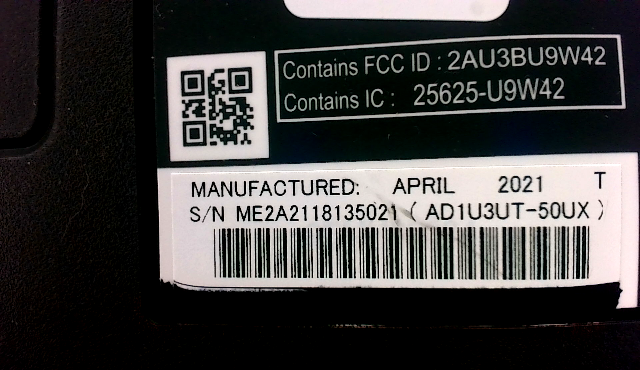 Contains FCC ID : 2AU3BU9W42
Contains IC : 25625-U9W42
MANUFACTURED: APRIL 2021 T
S/N ME2A2118135021 ( AD1U3UT-50UX )